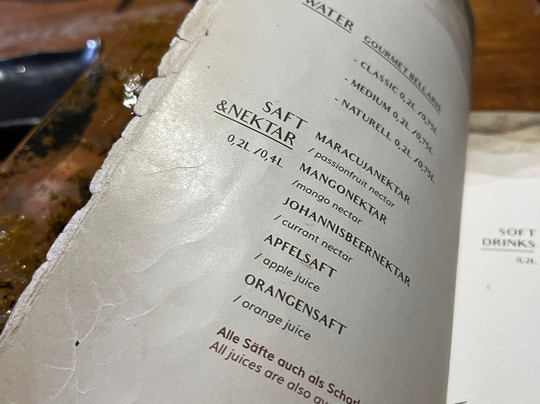 WATER
GOURMET BELLARIS
- CLASSIC 0,2L /0,75L
- MEDIUM 0,2L /0,75L
- NATURELL 0,2L /0,75L
SAFT
&NEKTAR
0,2L /0,4L
MARACUJANEKTAR
/ passionfruit nectar
MANGONEKTAR
/mango nectar
JOHANNISBEERNEKTAR
/ currant nectar
APFELSAFT
/ apple juice
ORANGENSAFT
/ orange juice
Alle Säfte auch als
All juices are also
SOFT
DRINKS
0,2L